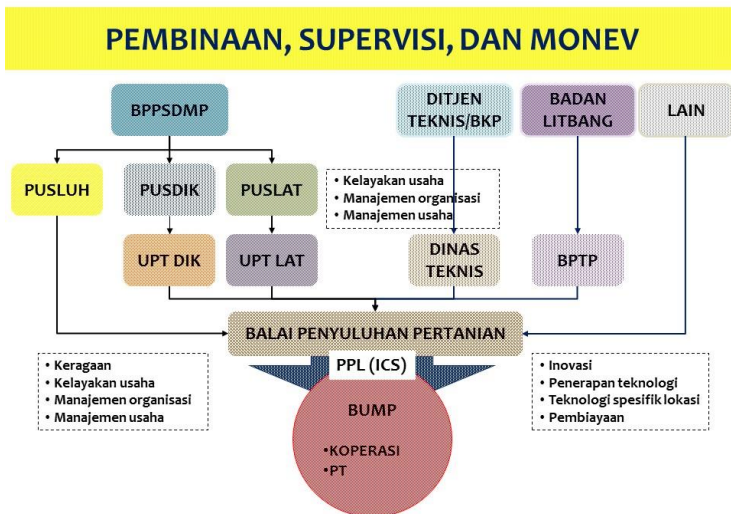 PEMBINAAN, SUPERVISI, DAN MONEV
BPPSDMP
DITJEN
TEKNIS/BKP
BADAN
LITBANG
LAIN
PUSLUH
PUSDIK
PUSLAT
• Kelayakan usaha
• Manajemen organisasi
• Manajemen usaha
UPT DIK
UPT LAT
DINAS
TEKNIS
BPTP
BALAI PENYULUHAN PERTANIAN
PPL (ICS)
• Keragaan
• Kelayakan usaha
• Manajemen organisasi
• Manajemen usaha
• Inovasi
• Penerapan teknologi
• Teknologi spesifik lokasi
• Pembiayaan
BUMP
•KOPERASI
•PT